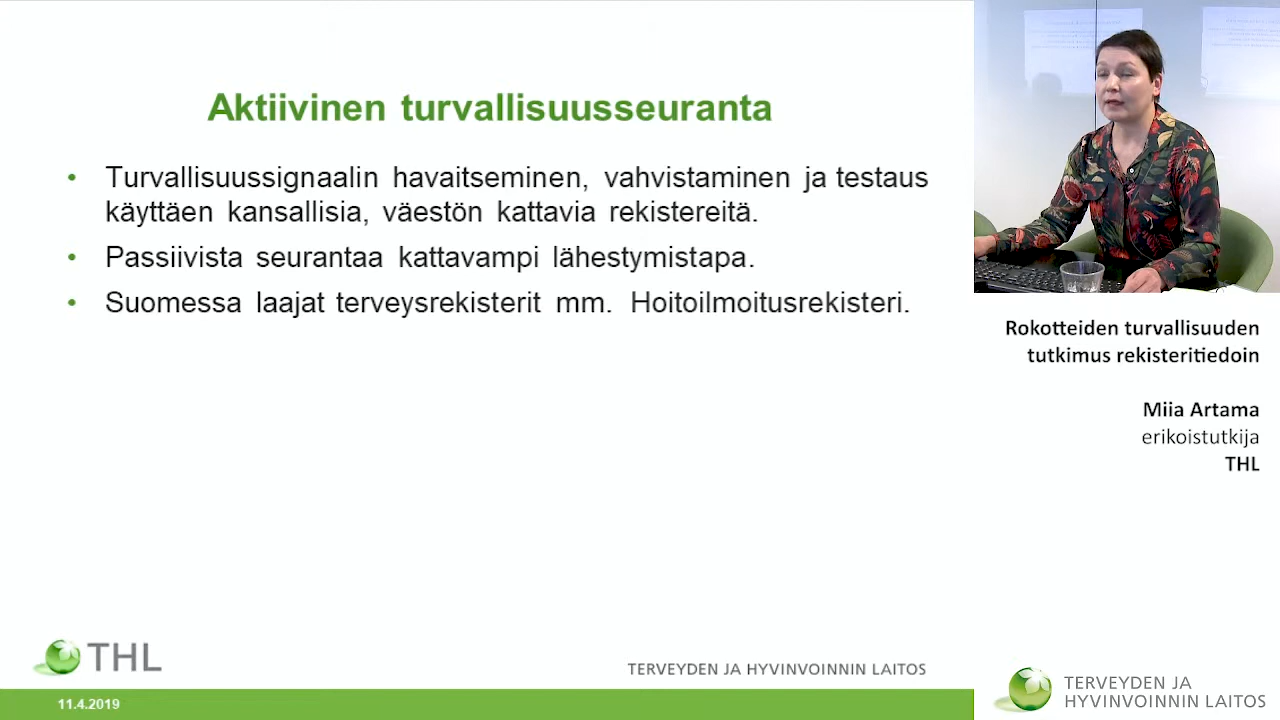 Aktiivinen turvallisuusseuranta
• Turvallisuussignaalin havaitseminen, vahvistaminen ja testaus
käyttäen kansallisia, väestön kattavia rekistereitä.
• Passiivista seurantaa kattavampi lähestymistapa.
• Suomessa laajat terveysrekisterit mm. Hoitoilmoitusrekisteri.
THL
TERVEYDEN JA HYVINVOINNIN LAITOS
11.4.2019
Rokotteiden turvallisuuden
tutkimus rekisteritiedoin
Miia Artama
erikoistutkija
THL
TERVEYDEN JA
HYVINVOINNIN LAITOS